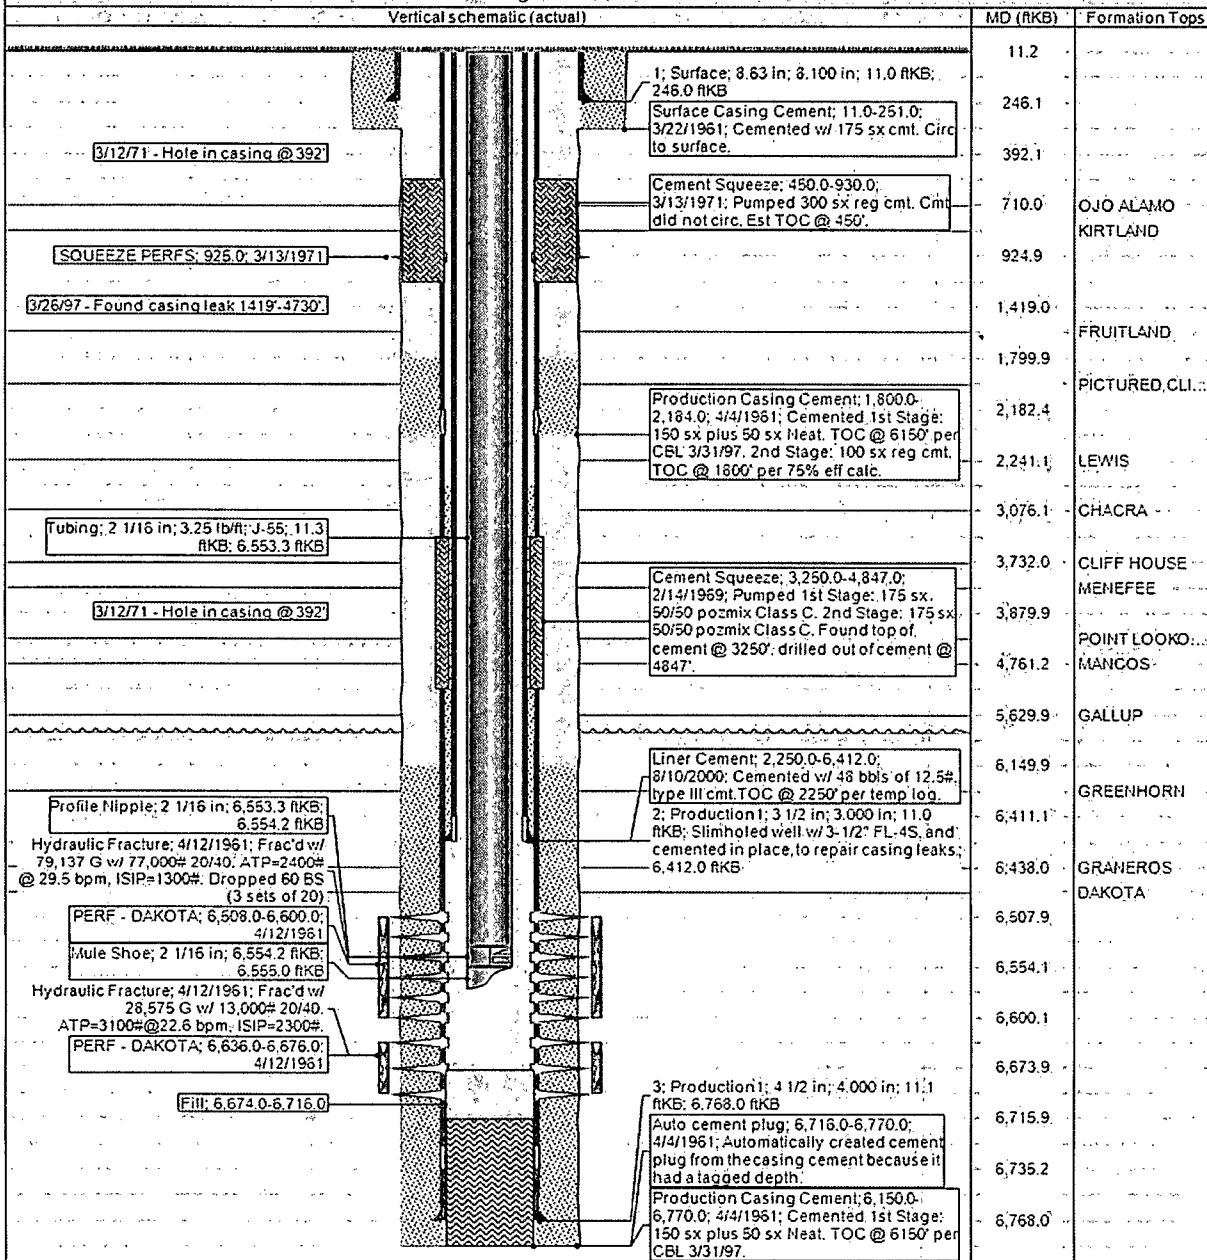 Vertical schematic (actual)
MD (ftKB)
Formation Tops
3/12/71 - Hole in casing @ 392'
SQUEEZE PERFS; 925.0; 3/13/1971
3/26/97 - Found casing leak 1419'-4730'.
Tubing; 2 1/16 in; 3.25 lb/ft; J-55; 11.3
ftKB; 6,553.3 ftKB
3/12/71 - Hole in casing @ 392'
Profile Nipple; 2 1/16 in; 6,553.3 ftKB;
6,554.2 ftKB
Hydraulic Fracture; 4/12/1961; Frac'd w/
79,137 G w/ 77,000# 20/40. ATP=2400#
@ 29.5 bpm, ISIP=1300#. Dropped 60 BS
(3 sets of 20)
PERF - DAKOTA; 6,508.0-6,600.0;
4/12/1961
Mule Shoe; 2 1/16 in; 6,554.2 ftKB;
6,555.0 ftKB
Hydraulic Fracture; 4/12/1961; Frac'd w/
28,575 G w/ 13,000# 20/40.
ATP=3100#@22.6 bpm, ISIP=2300#.
PERF - DAKOTA; 6,636.0-6,676.0;
4/12/1961
Fill; 6,674.0-6,716.0
1; Surface; 8.63 in; 8.100 in; 11.0 ftKB;
246.0 ftKB
Surface Casing Cement; 11.0-251.0;
3/22/1961; Cemented w/ 175 sx cmt. Circ
to surface.
Cement Squeeze; 450.0-930.0;
3/13/1971; Pumped 300 sx reg cmt. Cmt
did not circ. Est TOC @ 450'.
Production Casing Cement; 1,800.0-
2,184.0; 4/4/1961; Cemented 1st Stage:
150 sx plus 50 sx Neat. TOC @ 6150' per
CBL 3/31/97. 2nd Stage: 100 sx reg cmt.
TOC @ 1800' per 75% eff calc.
Cement Squeeze; 3,250.0-4,847.0;
2/14/1969; Pumped 1st Stage: 175 sx.
50/50 pozmix Class C. 2nd Stage: 175 sx
50/50 pozmix Class C. Found top of
cement @ 3250'; drilled out of cement @
4847'.
Liner Cement; 2,250.0-6,412.0;
8/10/2000; Cemented w/ 48 bbls of 12.5#
type III cmt. TOC @ 2250' per temp log.
2; Production1; 3 1/2 in; 3.000 in; 11.0
ftKB; Slimholed well w/ 3-1/2" FL-4S, and
cemented in place, to repair casing leaks.;
6,412.0 ftKB
3; Production1; 4 1/2 in; 4.000 in; 11.1
ftKB; 6,768.0 ftKB
Auto cement plug; 6,716.0-6,770.0;
4/4/1961; Automatically created cement
plug from the casing cement because it
had a tagged depth.
Production Casing Cement; 6,150.0-
6,770.0; 4/4/1961; Cemented 1st Stage:
150 sx plus 50 sx Neat. TOC @ 6150' per
CBL 3/31/97.
11.2
246.1
392.1
710.0
924.9
1,419.0
1,799.9
2,182.4
2,241.1
3,076.1
3,732.0
3,879.9
4,761.2
5,629.9
6,149.9
6,411.1
6,438.0
6,507.9
6,554.1
6,600.1
6,673.9
6,715.9
6,735.2
6,768.0
OJO ALAMO
KIRTLAND
FRUITLAND
PICTURED CLI...
LEWIS
CHACRA
CLIFF HOUSE
MENEFEE
POINT LOOKO...
MANCOS
GALLUP
GREENHORN
GRANEROS
DAKOTA